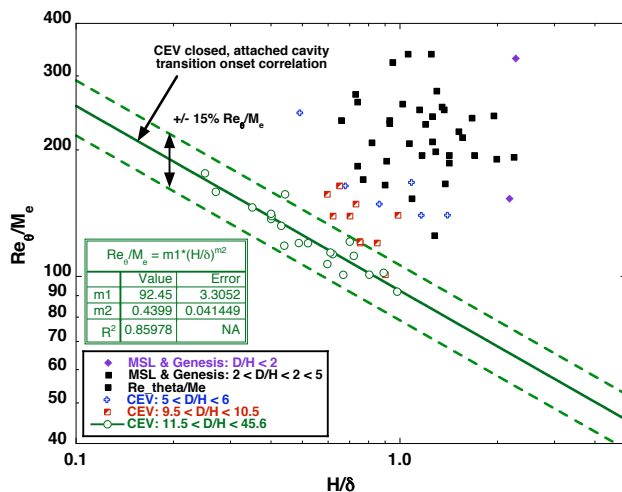 400
300
200
100
90
80
70
60
50
40
Re_θ/M_e
CEV closed, attached cavity
transition onset correlation
+/- 15% Re_θ/M_e
Re_θ/M_e = m1*(H/δ)^m2
Value Error
m1 92.45 3.3052
m2 0.4399 0.041449
R² 0.85978 NA
MSL & Genesis: D/H < 2
MSL & Genesis: 2 < D/H < 2 < 5
Re_theta/Me
CEV: 5 < D/H < 6
CEV: 9.5 < D/H < 10.5
CEV: 11.5 < D/H < 45.6
0.1 1.0
H/δ